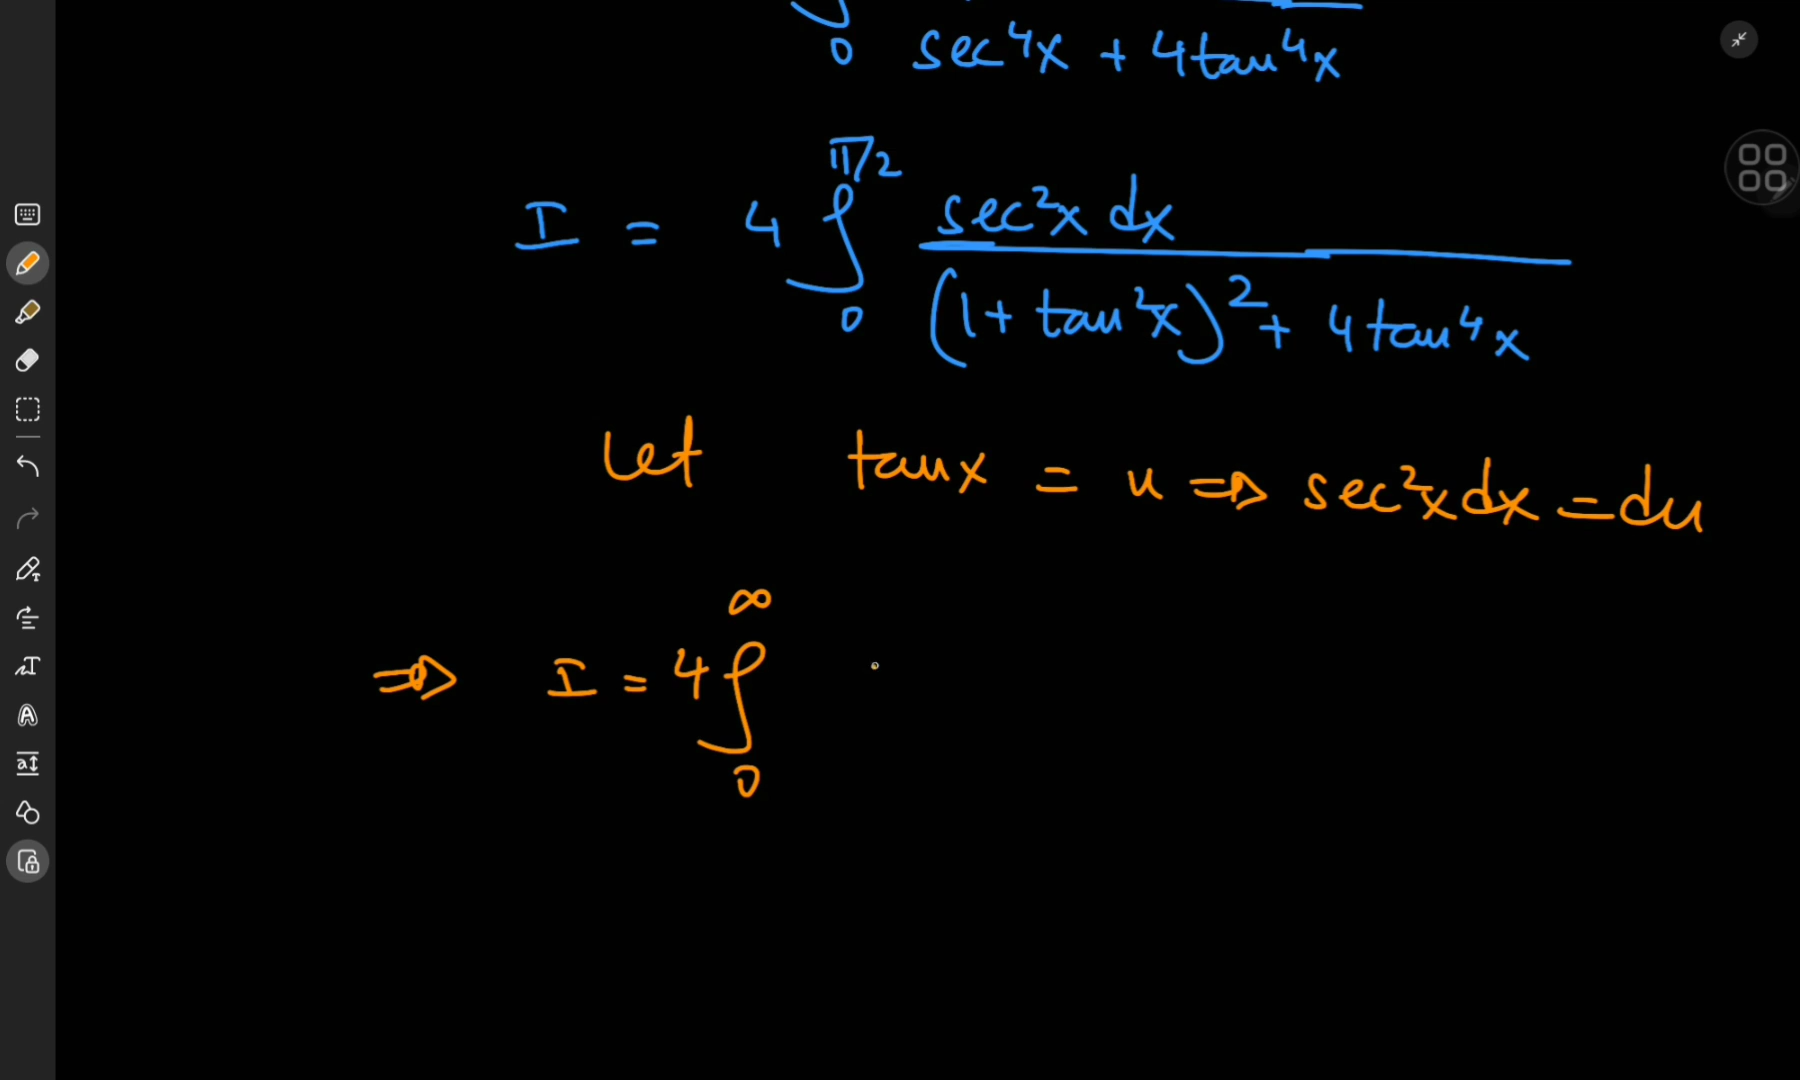 ∫₀ sec⁴x + 4tan⁴x
I = 4 ∫₀^(π/2) sec²x dx / ((1 + tan²x)² + 4tan⁴x)
Let tanx = u ⇒ sec²x dx = du
⇒ I = 4 ∫₀^∞